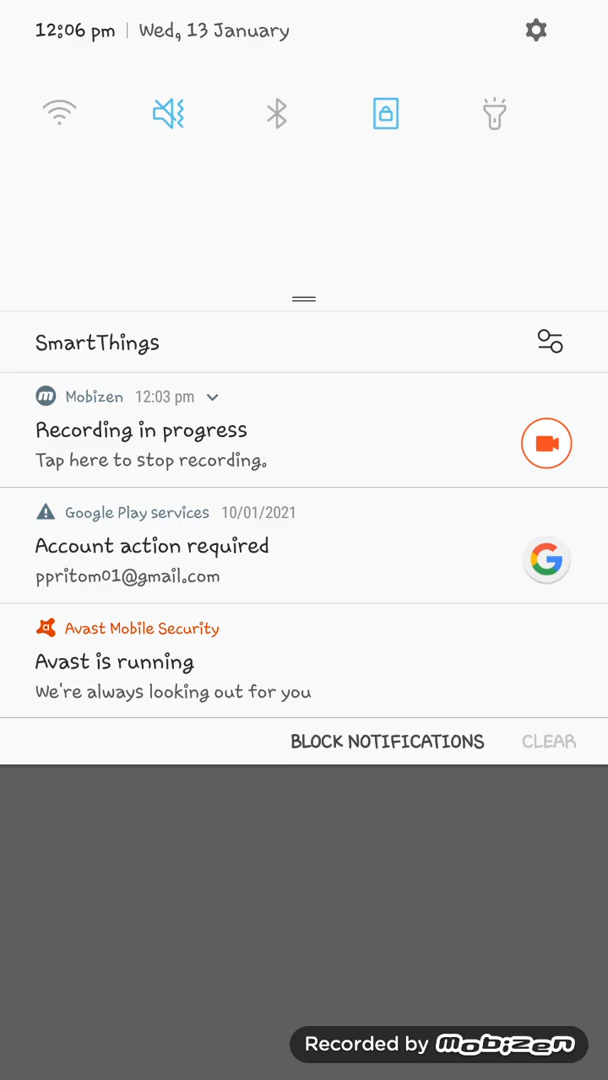 12:06 pm | Wed, 13 January
SmartThings
Mobizen 12:03 pm
Recording in progress
Tap here to stop recording.
Google Play services 10/01/2021
Account action required
ppritom01@gmail.com
Avast Mobile Security
Avast is running
We're always looking out for you
BLOCK NOTIFICATIONS CLEAR
Recorded by mobizen